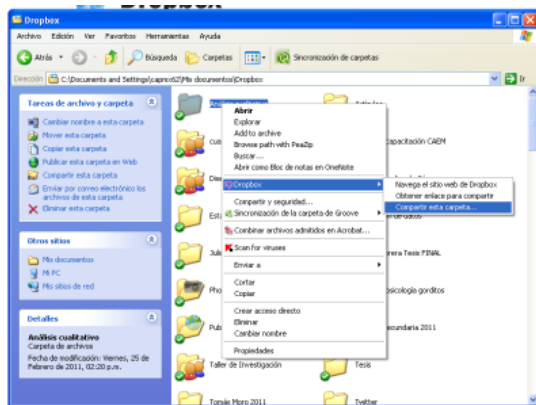 Dropbox
Dropbox
Archivo Edición Ver Favoritos Herramientas Ayuda
Atrás Búsqueda Carpetas Sincronización de carpetas
Dirección C:\Documents and Settings\capnx62\Mis documentos\Dropbox Ir
Tareas de archivo y carpeta
Cambiar nombre a esta carpeta
Mover esta carpeta
Copiar esta carpeta
Publicar esta carpeta en Web
Compartir esta carpeta
Enviar por correo electrónico los
archivos de esta carpeta
Eliminar esta carpeta
Otros sitios
Mis documentos
Mi PC
Mis sitios de red
Detalles
Análisis cualitativo
Carpeta de archivos
Fecha de modificación: Viernes, 25 de
Febrero de 2011, 02:20 p.m.
Abrir
Explorar
Add to archive
Browse path with PeaZip
Buscar...
Abrir como Bloc de notas en OneNote
Dropbox
Compartir y seguridad...
Sincronización de la carpeta de Groove
Combinar archivos admitidos en Acrobat...
Scan for viruses
Enviar a
Cortar
Copiar
Crear acceso directo
Eliminar
Cambiar nombre
Propiedades
Navega el sitio web de Dropbox
Obtener enlace para compartir
Compartir esta carpeta...
Capacitación CAEM
de datos
rera Tesis FINAL
psicología gorditos
ecundaria 2011
Taller de Investigación
Tesis
Tomás Moro 2011
Twitter